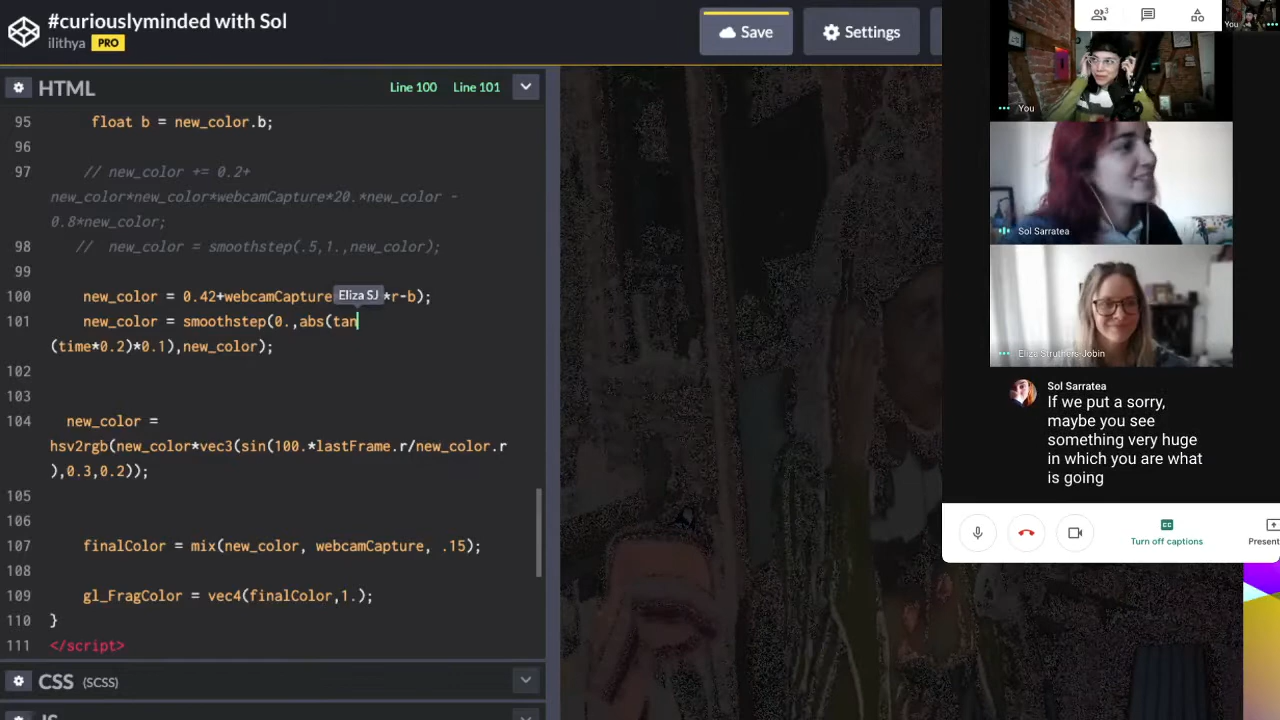 #curiouslyminded with Sol
ilithya PRO
Save
Settings
HTML
Line 100 Line 101
95 float b = new_color.b;
96
97 // new_color += 0.2+
new_color*new_color*webcamCapture*20.*new_color -
0.8*new_color;
98 // new_color = smoothstep(.5,1.,new_color);
99
100 new_color = 0.42+webcamCapture Eliza SJ *r-b);
101 new_color = smoothstep(0.,abs(tan
(time*0.2)*0.1),new_color);
102
103
104 new_color =
hsv2rgb(new_color*vec3(sin(100.*lastFrame.r/new_color.r
),0.3,0.2));
105
106
107 finalColor = mix(new_color, webcamCapture, .15);
108
109 gl_FragColor = vec4(finalColor,1.);
110 }
111 </script>
CSS (SCSS)
3
You
You
Sol Sarratea
Eliza Struthers-Jobin
Sol Sarratea
If we put a sorry,
maybe you see
something very huge
in which you are what
is going
Turn off captions
Present